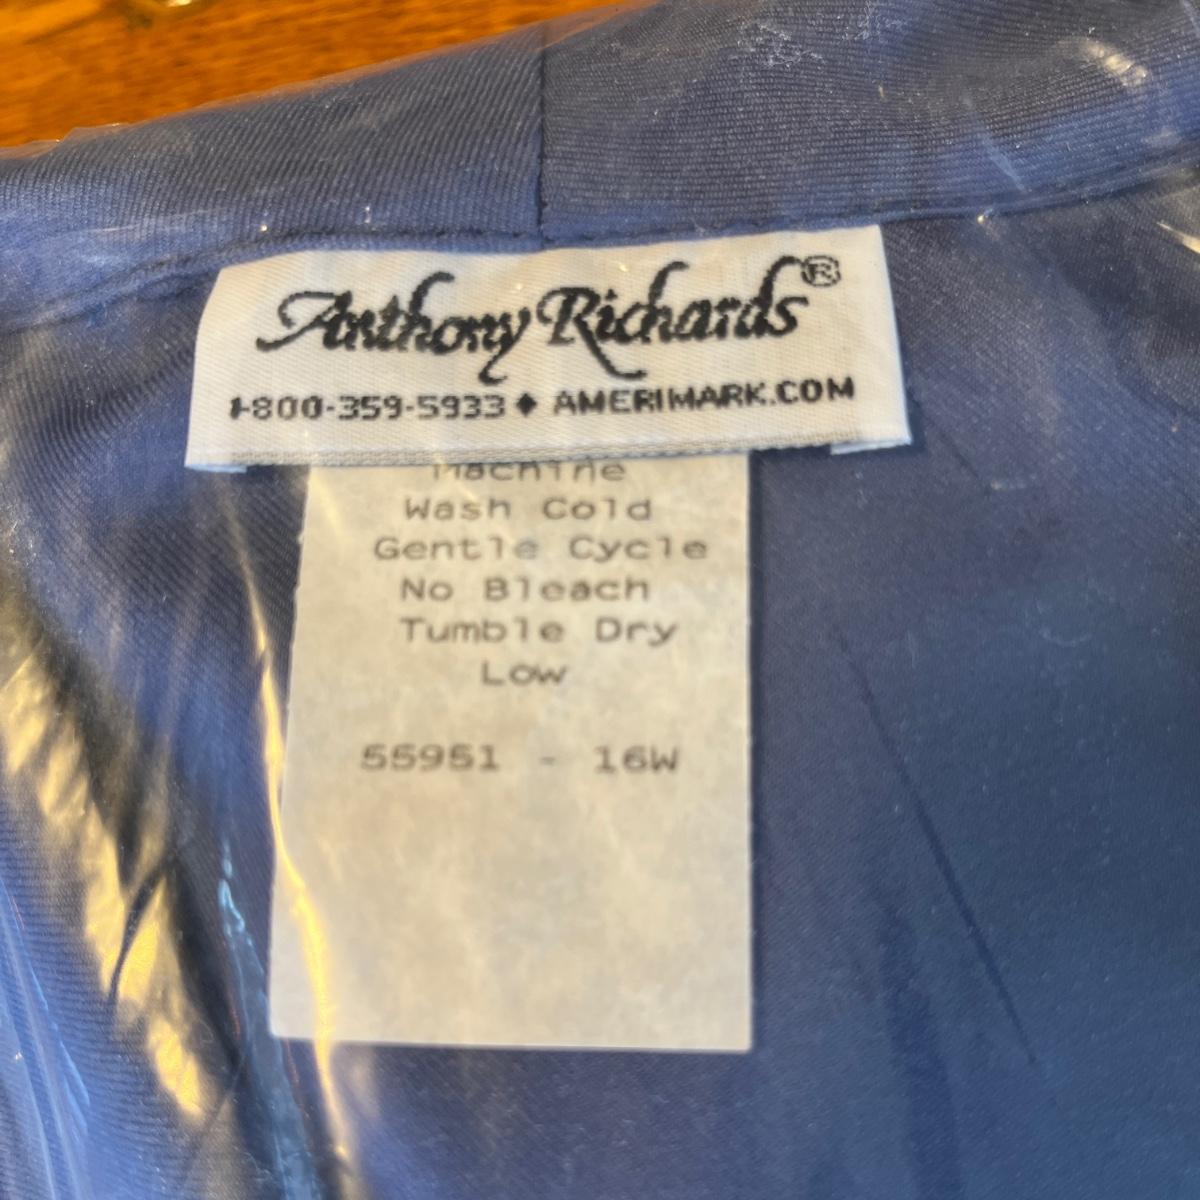 Anthony Richards®
1-800-359-5933 ♦ AMERIMARK.COM
Machine
Wash Cold
Gentle Cycle
No Bleach
Tumble Dry
Low
55951 - 16W